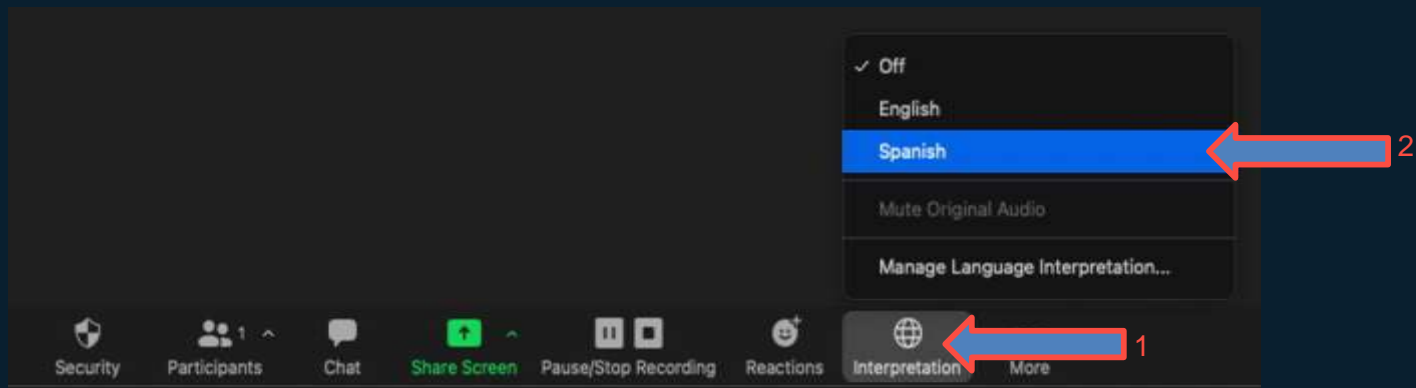 ✓ Off
English
Spanish
2
Mute Original Audio
Manage Language Interpretation...
1
1
Security Participants Chat Share Screen Pause/Stop Recording Reactions Interpretation More